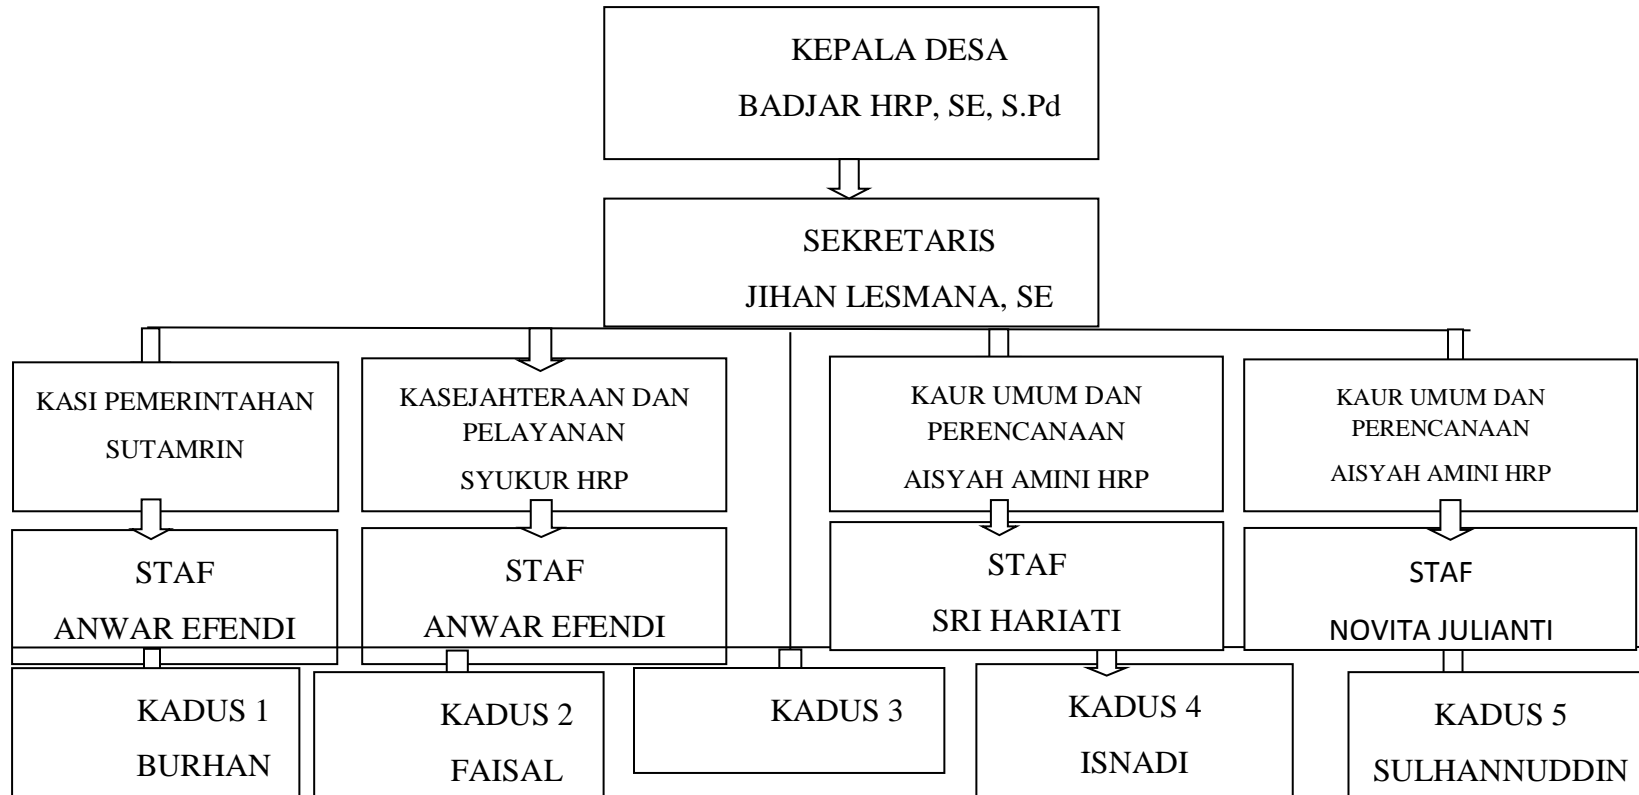 KEPALA DESA
BADJAR HRP, SE, S.Pd
SEKRETARIS
JIHAN LESMANA, SE
KASI PEMERINTAHAN
SUTAMRIN
KASEJAHTERAAN DAN
PELAYANAN
SYUKUR HRP
KAUR UMUM DAN
PERENCANAAN
AISYAH AMINI HRP
KAUR UMUM DAN
PERENCANAAN
AISYAH AMINI HRP
STAF
ANWAR EFENDI
STAF
ANWAR EFENDI
STAF
SRI HARIATI
STAF
NOVITA JULIANTI
KADUS 1
BURHAN
KADUS 2
FAISAL
KADUS 3
KADUS 4
ISNADI
KADUS 5
SULHANNUDDIN